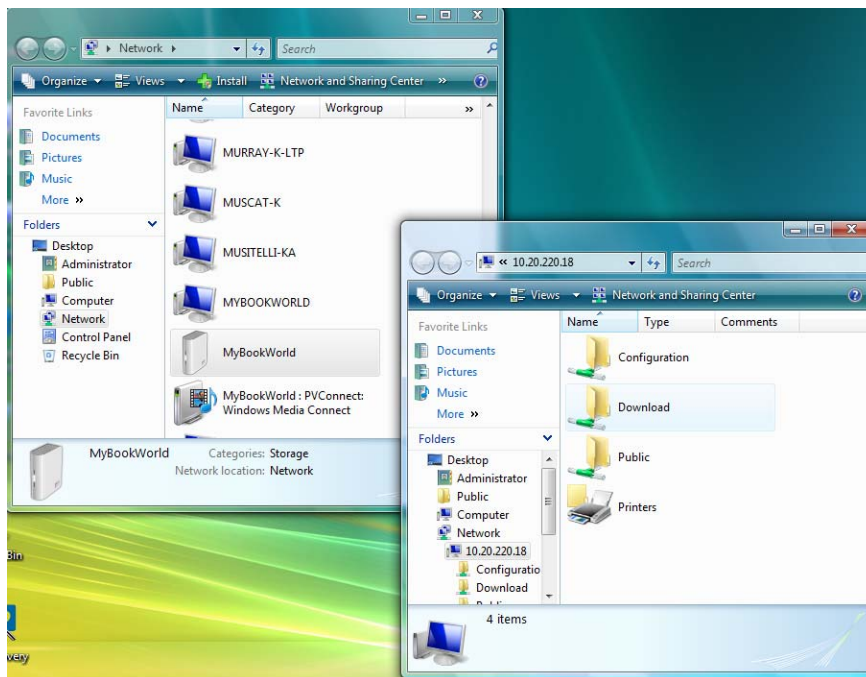 Network
Search
Organize Views Install Network and Sharing Center »
Favorite Links
Documents
Pictures
Music
More »
Folders
Desktop
Administrator
Public
Computer
Network
Control Panel
Recycle Bin
Name Category Workgroup »
MURRAY-K-LTP
MUSCAT-K
MUSITELLI-KA
MYBOOKWORLD
MyBookWorld
MyBookWorld : PVConnect:
Windows Media Connect
MyBookWorld Categories: Storage
Network location: Network
« 10.20.220.18
Search
Organize Views Network and Sharing Center
Favorite Links
Documents
Pictures
Music
More »
Folders
Desktop
Administrator
Public
Computer
Network
10.20.220.18
Configuratio
Download
Name Type Comments
Configuration
Download
Public
Printers
4 items
Bin
very